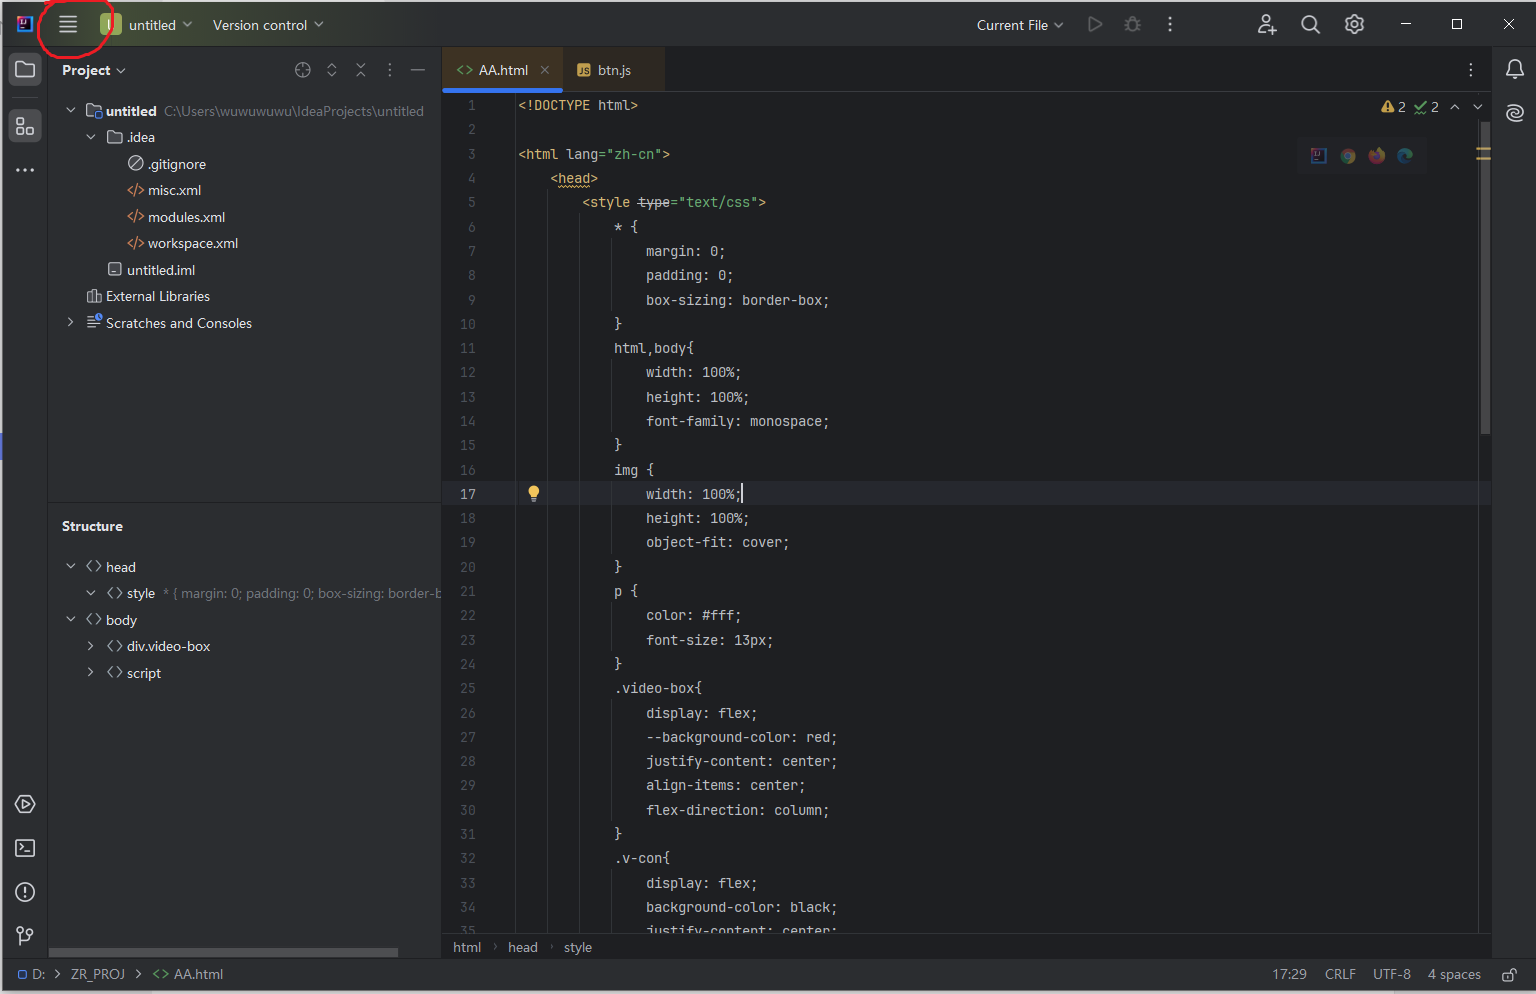 untitled Version control Current File
Project
AA.html btn.js
untitled C:\Users\wuwuwuwu\IdeaProjects\untitled
.idea
.gitignore
misc.xml
modules.xml
workspace.xml
untitled.iml
External Libraries
Scratches and Consoles
Structure
head
style * { margin: 0; padding: 0; box-sizing: border-b
body
div.video-box
script
2 2
1 <!DOCTYPE html>
2
3 <html lang="zh-cn">
4 <head>
5 <style type="text/css">
6 * {
7 margin: 0;
8 padding: 0;
9 box-sizing: border-box;
10 }
11 html,body{
12 width: 100%;
13 height: 100%;
14 font-family: monospace;
15 }
16 img {
17 width: 100%;
18 height: 100%;
19 object-fit: cover;
20 }
21 p {
22 color: #fff;
23 font-size: 13px;
24 }
25 .video-box{
26 display: flex;
27 --background-color: red;
28 justify-content: center;
29 align-items: center;
30 flex-direction: column;
31 }
32 .v-con{
33 display: flex;
34 background-color: black;
35 justify-content: center;
html head style
D: ZR_PROJ AA.html
17:29 CRLF UTF-8 4 spaces